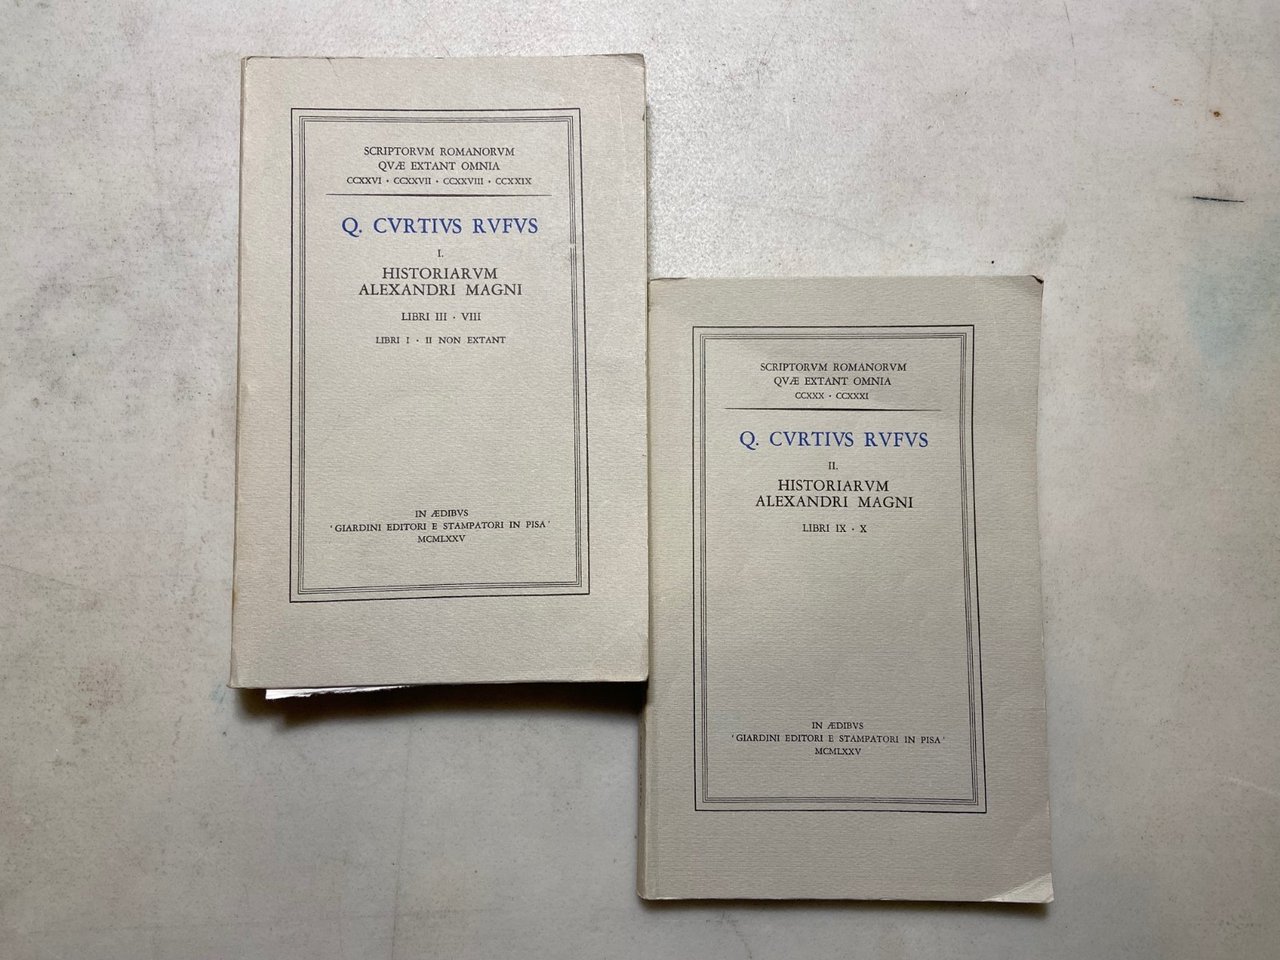 SCRIPTORVM ROMANORVM
QVÆ EXTANT OMNIA
CCXXVI · CCXXVII · CCXXVIII · CCXXIX
Q. CVRTIVS RVFVS
I.
HISTORIARVM
ALEXANDRI MAGNI
LIBRI III · VIII
LIBRI I · II NON EXTANT
IN ÆDIBVS
‘GIARDINI EDITORI E STAMPATORI IN PISA’
MCMLXXV
SCRIPTORVM ROMANORVM
QVÆ EXTANT OMNIA
CCXXX · CCXXXI
Q. CVRTIVS RVFVS
II.
HISTORIARVM
ALEXANDRI MAGNI
LIBRI IX · X
IN ÆDIBVS
‘GIARDINI EDITORI E STAMPATORI IN PISA’
MCMLXXV